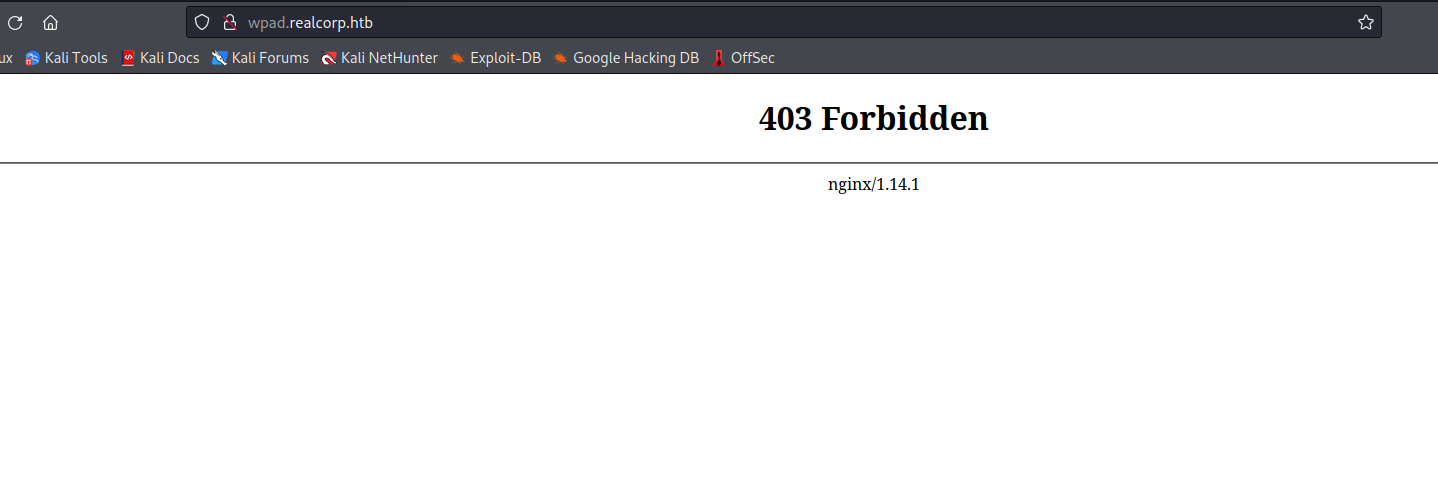 wpad.realcorp.htb
ux Kali Tools Kali Docs Kali Forums Kali NetHunter Exploit-DB Google Hacking DB OffSec
403 Forbidden
nginx/1.14.1